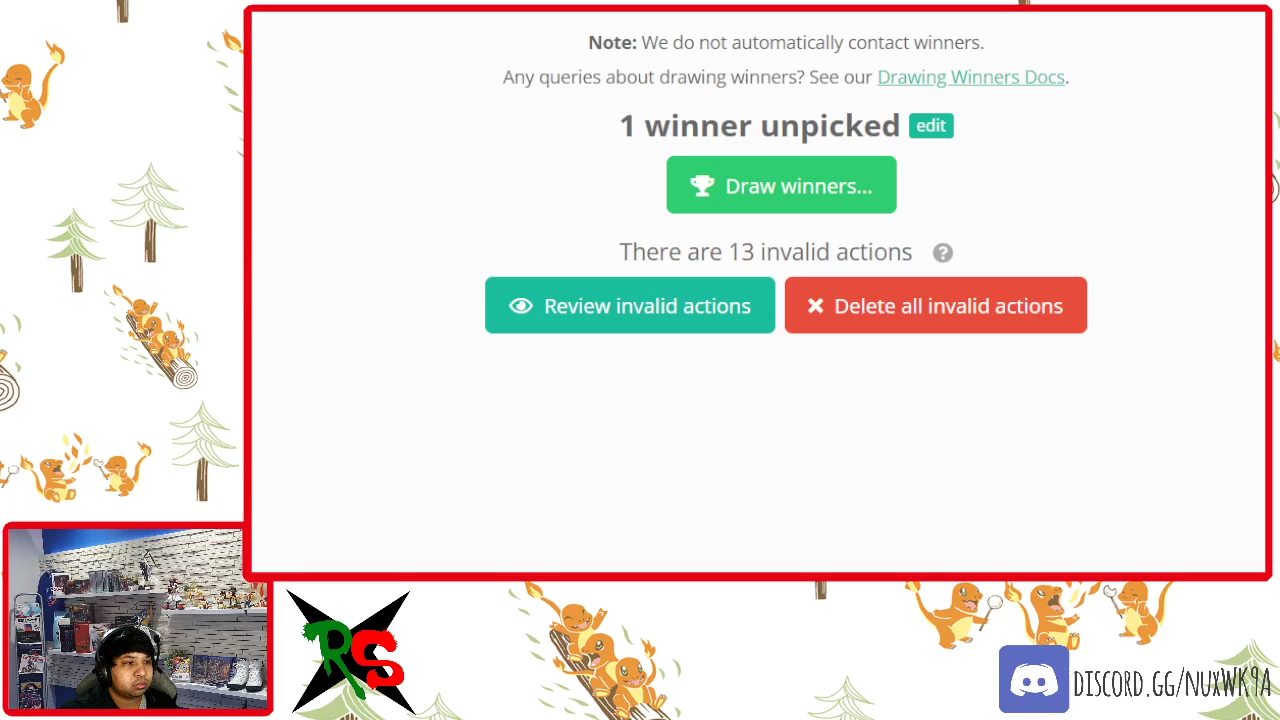 Note: We do not automatically contact winners.
Any queries about drawing winners? See our Drawing Winners Docs.
1 winner unpicked edit
Draw winners...
There are 13 invalid actions ?
Review invalid actions
Delete all invalid actions
RS
DISCORD.GG/NUXWK9A